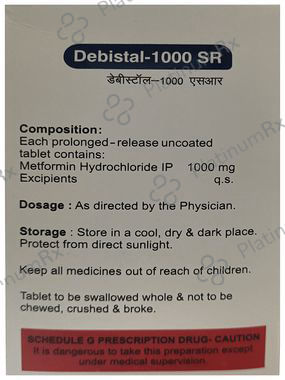 Debistal-1000 SR
डेबीस्टॉल-1000 एसआर
Composition:
Each prolonged-release uncoated
tablet contains:
Metformin Hydrochloride IP 1000 mg
Excipients q.s.
Dosage : As directed by the Physician.
Storage : Store in a cool, dry & dark place.
Protect from direct sunlight.
Keep all medicines out of reach of children.
Tablet to be swallowed whole & not to be
chewed, crushed & broke.
SCHEDULE G PRESCRIPTION DRUG- CAUTION
It is dangerous to take this preparation except
under medical supervision.
PlatinumRx